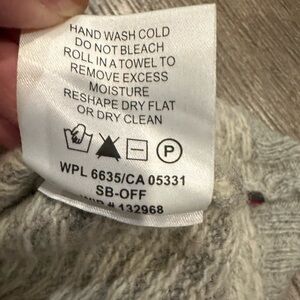 HAND WASH COLD
DO NOT BLEACH
ROLL IN A TOWEL TO
REMOVE EXCESS
MOISTURE
RESHAPE DRY FLAT
OR DRY CLEAN
P
WPL 6635/CA 05331
SB-OFF
# 132968